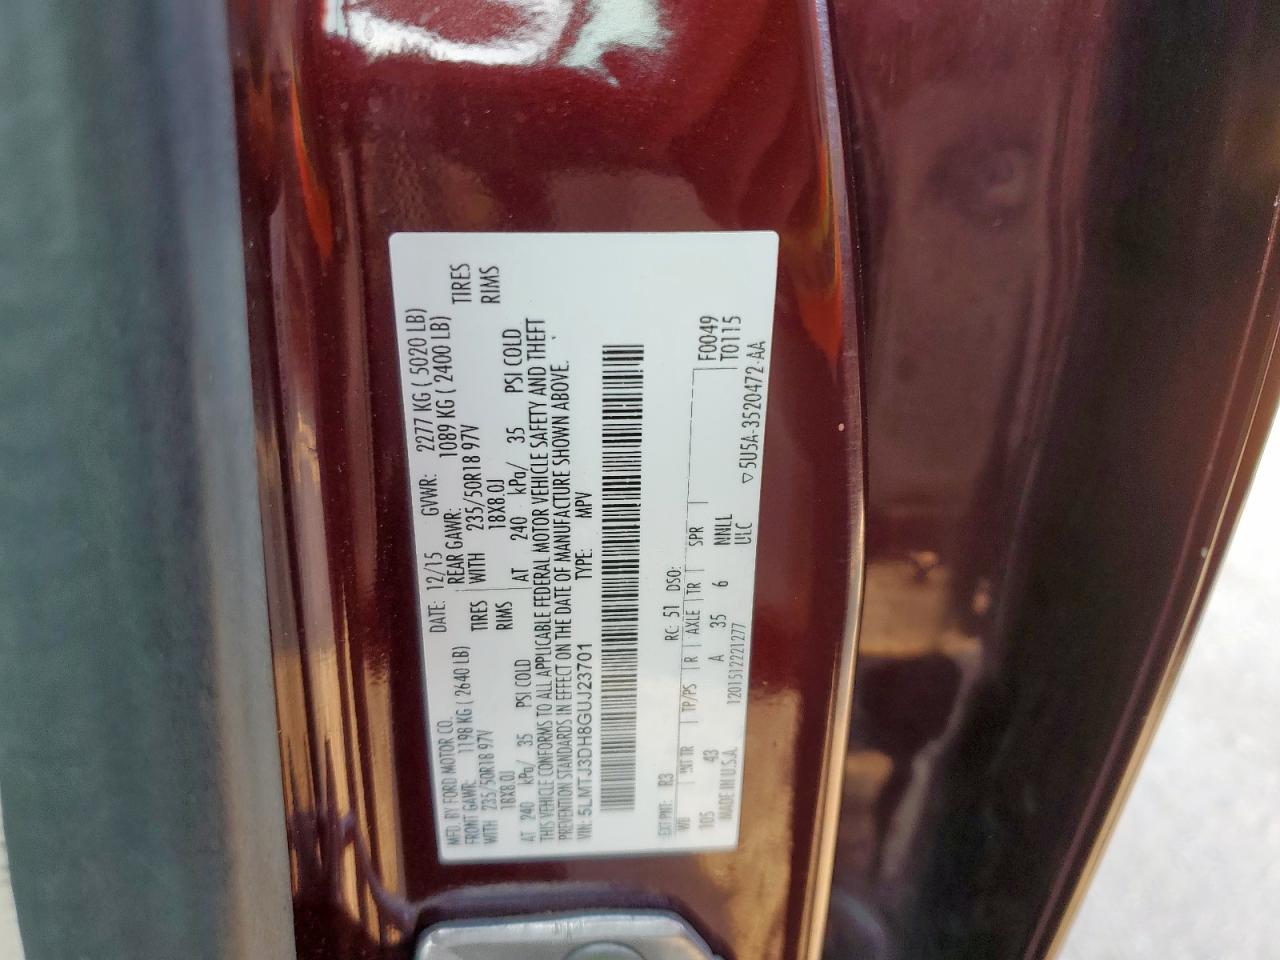 MFD. BY FORD MOTOR CO. DATE: 12/15 GVWR: 2277 KG ( 5020 LB)
FRONT GAWR: 1198 KG ( 2640 LB) REAR GAWR: 1089 KG ( 2400 LB)
WITH 235/50R18 97V TIRES WITH 235/50R18 97V TIRES
18X8.0J RIMS 18X8.0J RIMS
AT 240 kPa/ 35 PSI COLD AT 240 kPa/ 35 PSI COLD
THIS VEHICLE CONFORMS TO ALL APPLICABLE FEDERAL MOTOR VEHICLE SAFETY AND THEFT
PREVENTION STANDARDS IN EFFECT ON THE DATE OF MANUFACTURE SHOWN ABOVE.
VIN: 5LMTJ3DH8GUJ23701 TYPE: MPV
EXT PNT: R3 RC: 51 DSO: F0049
WB INT TR TP/PS R AXLE TR SPR T0115
105 43 A 35 6 NNLL
MADE IN U.S.A. 1201512221277 ULC ▽5U5A-3520472-AA